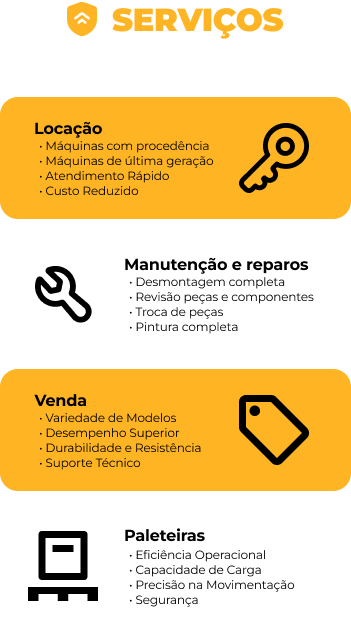 SERVIÇOS
Locação
• Máquinas com procedência
• Máquinas de última geração
• Atendimento Rápido
• Custo Reduzido
Manutenção e reparos
• Desmontagem completa
• Revisão peças e componentes
• Troca de peças
• Pintura completa
Venda
• Variedade de Modelos
• Desempenho Superior
• Durabilidade e Resistência
• Suporte Técnico
Paleteiras
• Eficiência Operacional
• Capacidade de Carga
• Precisão na Movimentação
• Segurança